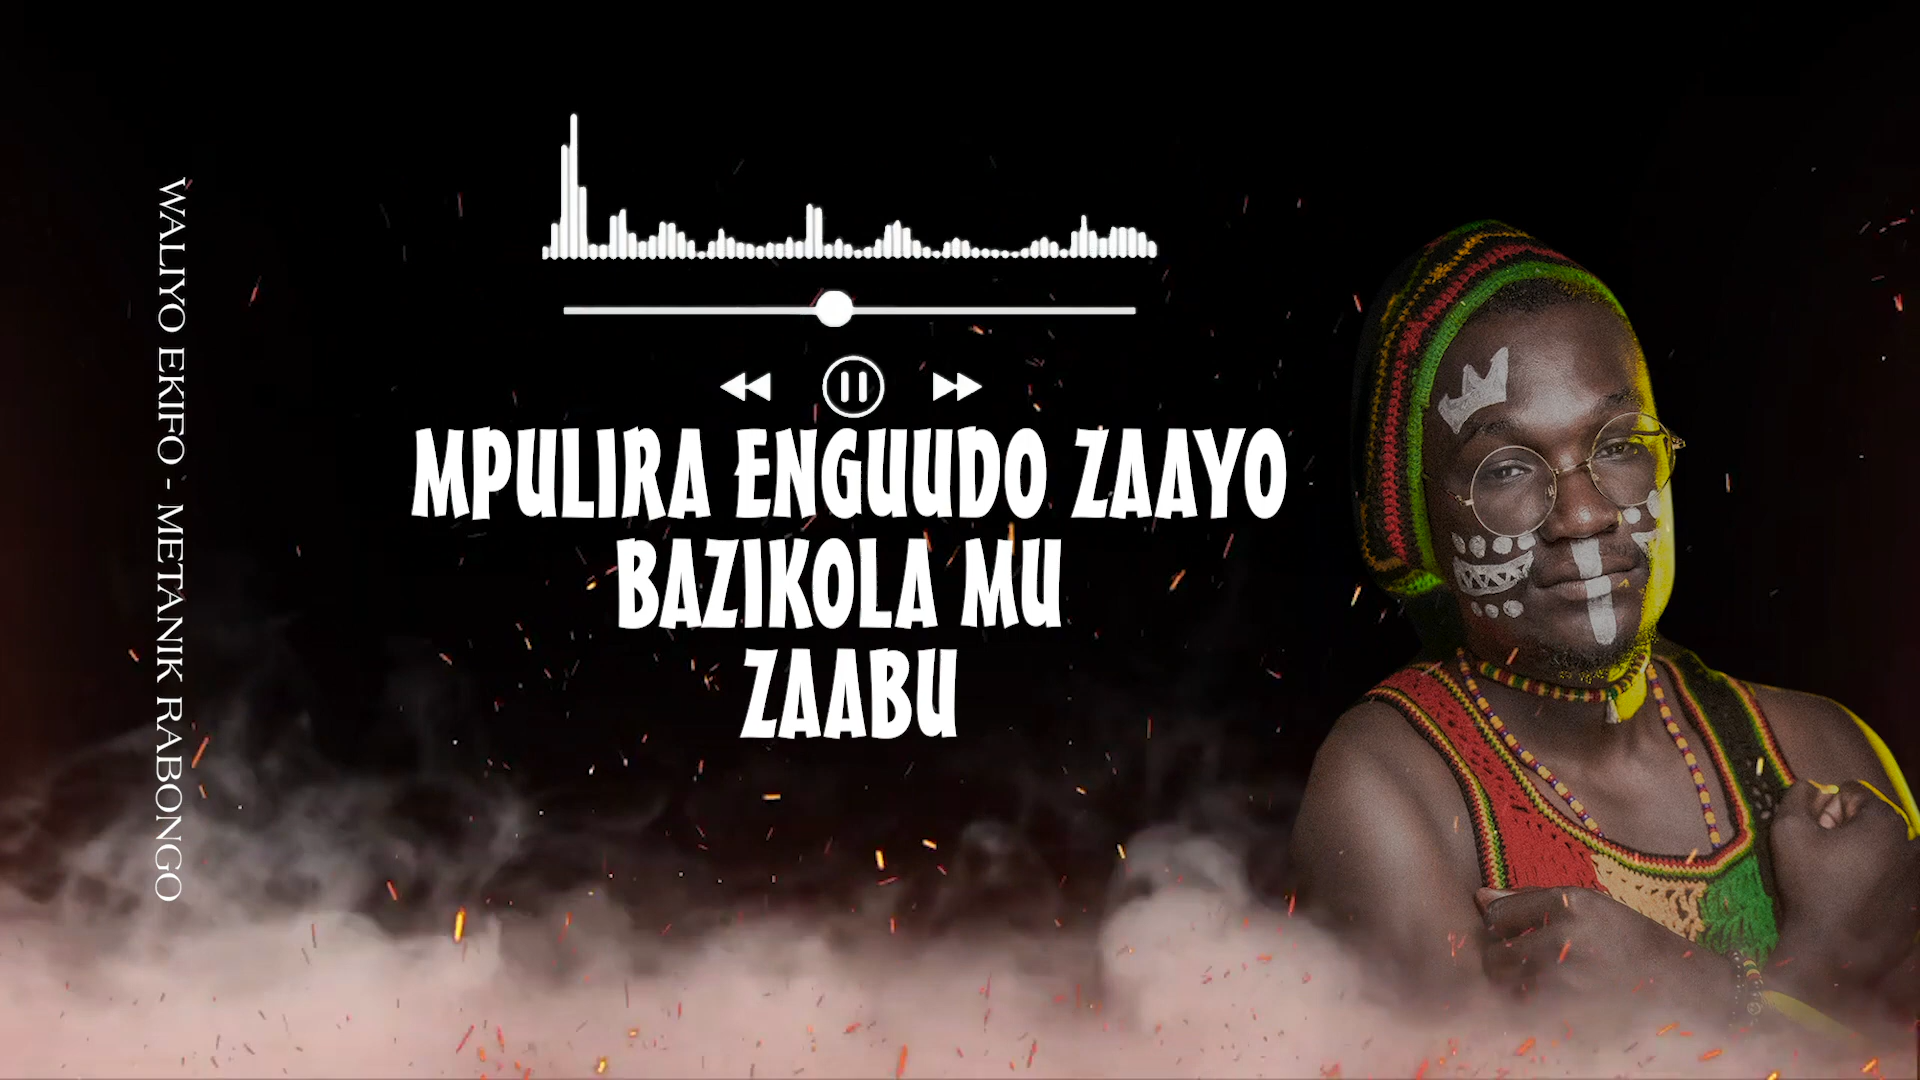 WALIYO EKIFO - METANIK RABONGO
MPULIRA ENGUUDO ZAAYO
BAZIKOLA MU
ZAABU